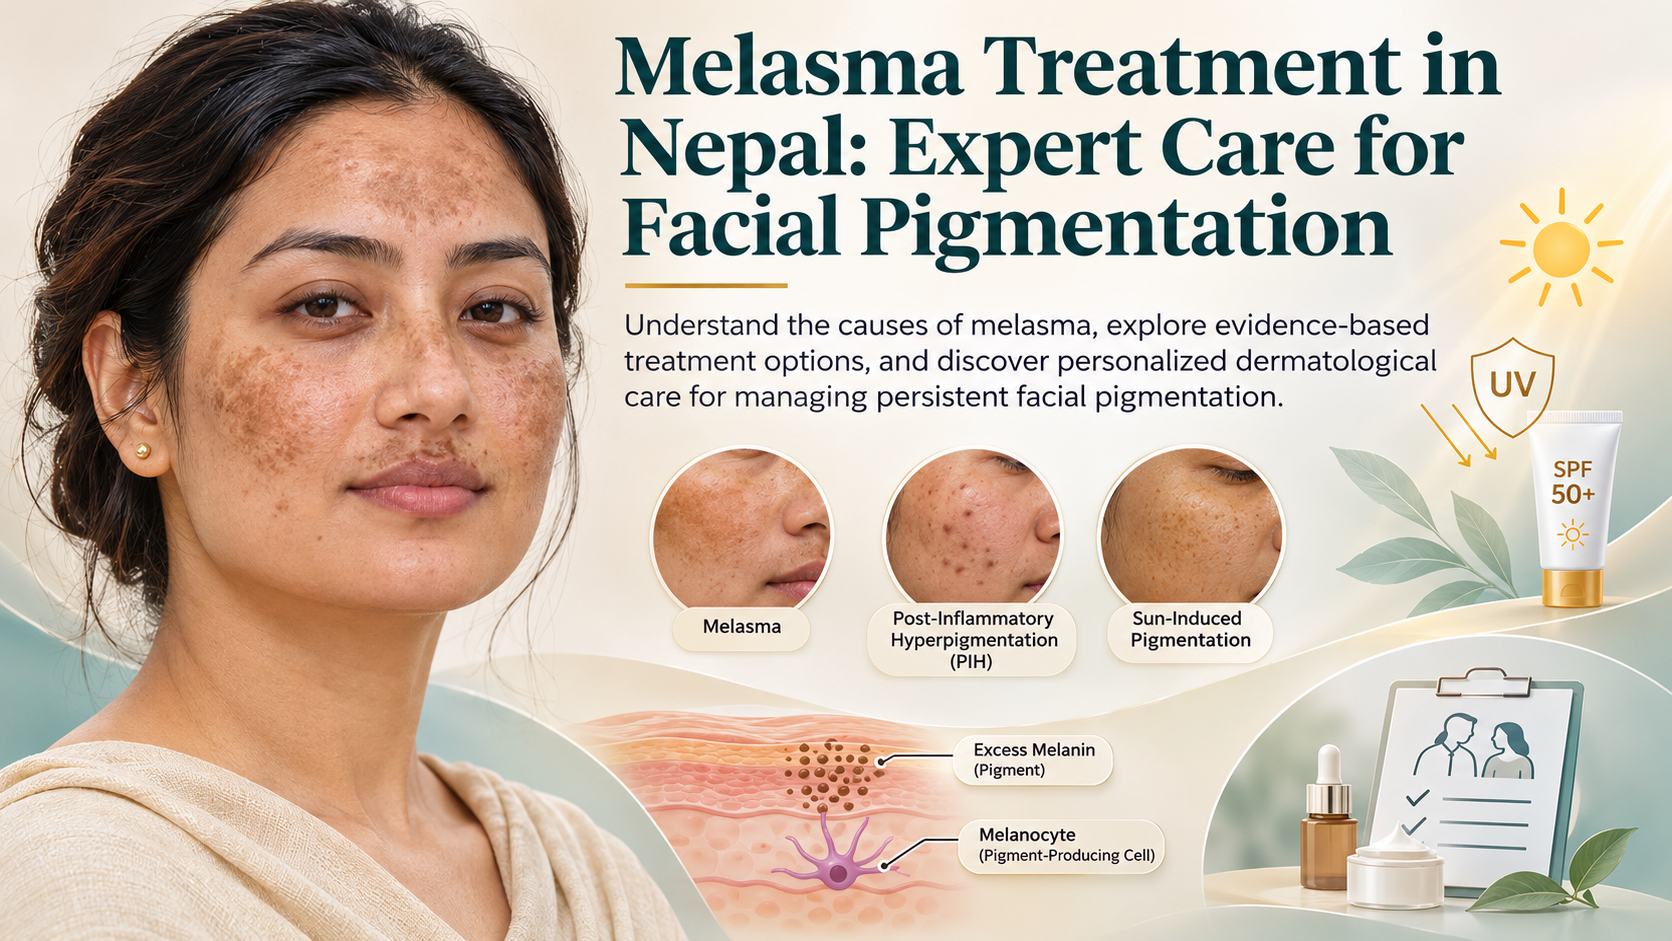 Melasma Treatment in
Nepal: Expert Care for
Facial Pigmentation
Understand the causes of melasma, explore evidence-based
treatment options, and discover personalized dermatological
care for managing persistent facial pigmentation.
UV
SPF
50+
Melasma
Post-Inflammatory
Hyperpigmentation
(PIH)
Sun-Induced
Pigmentation
Excess Melanin
(Pigment)
Melanocyte
(Pigment-Producing Cell)